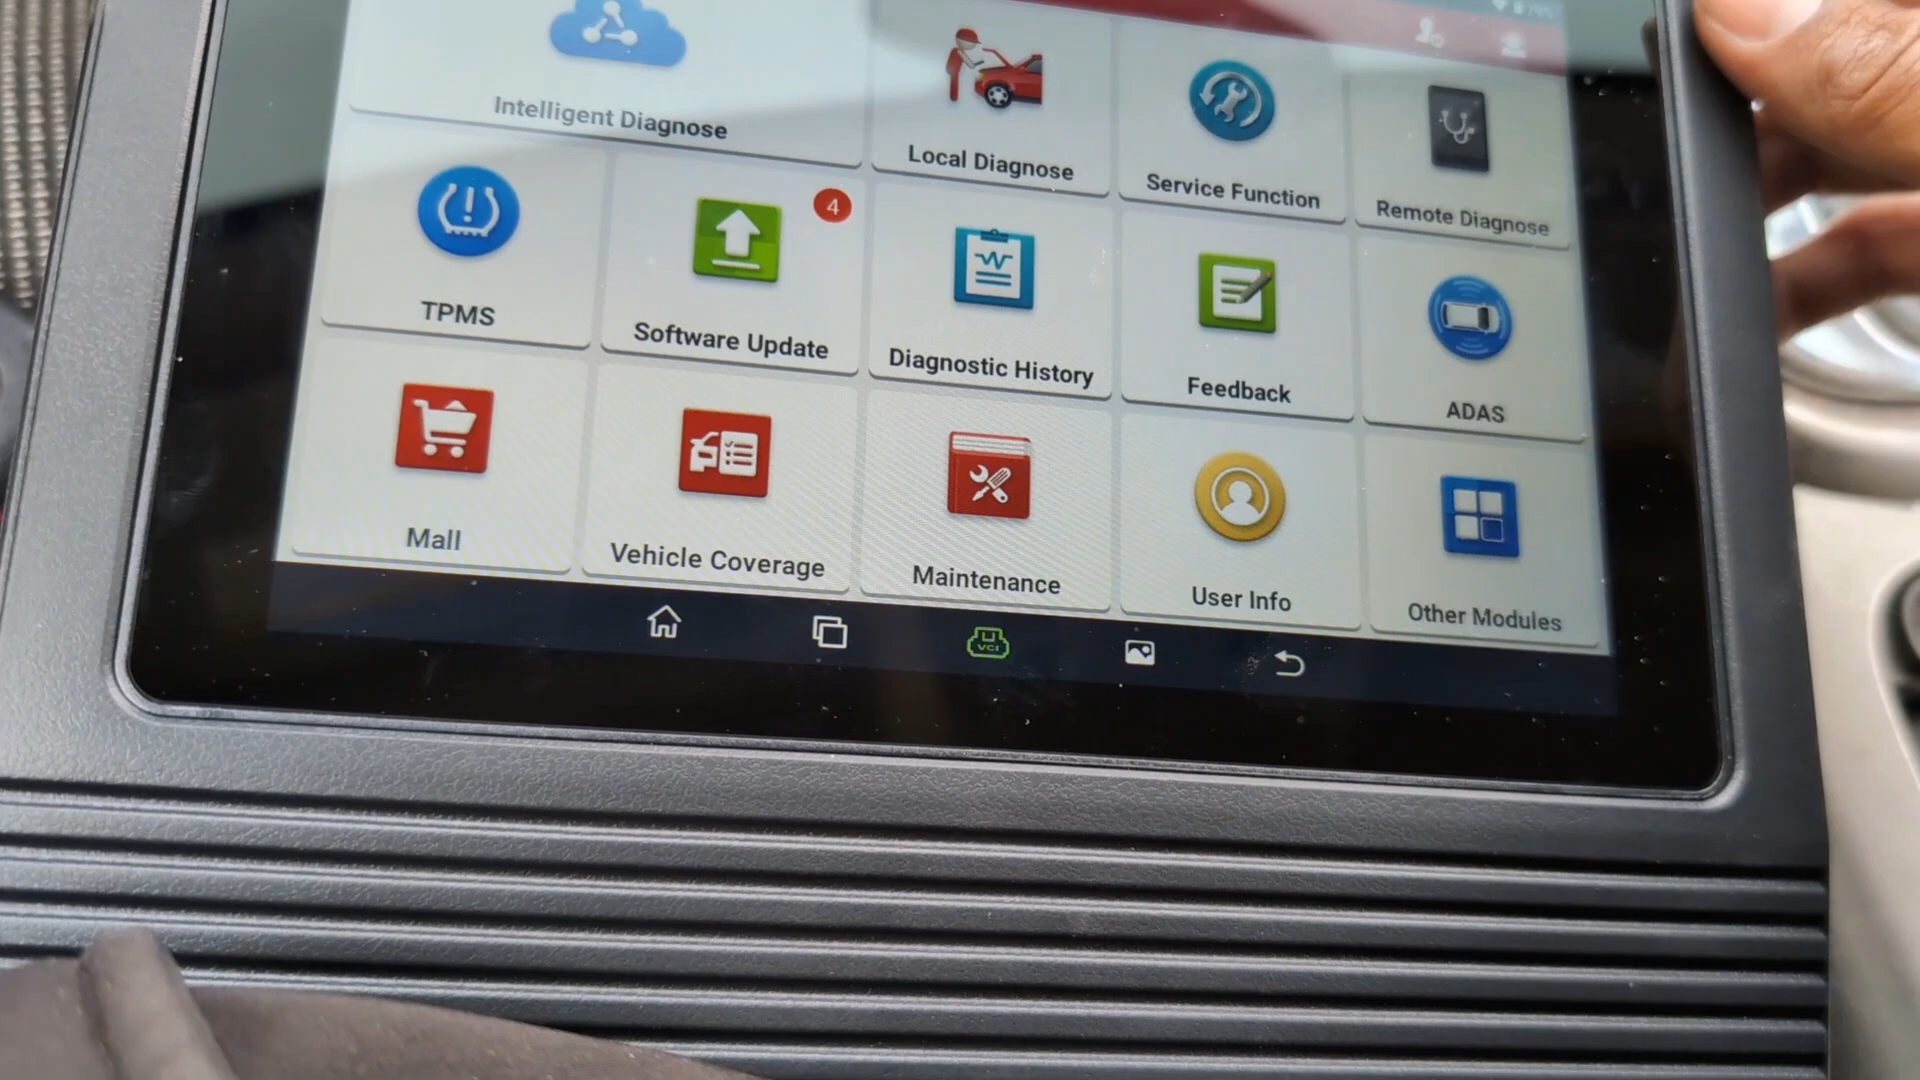 Intelligent Diagnose
Local Diagnose
Service Function
Remote Diagnose
TPMS
4
Software Update
Diagnostic History
Feedback
ADAS
Mall
Vehicle Coverage
Maintenance
User Info
Other Modules
VCI